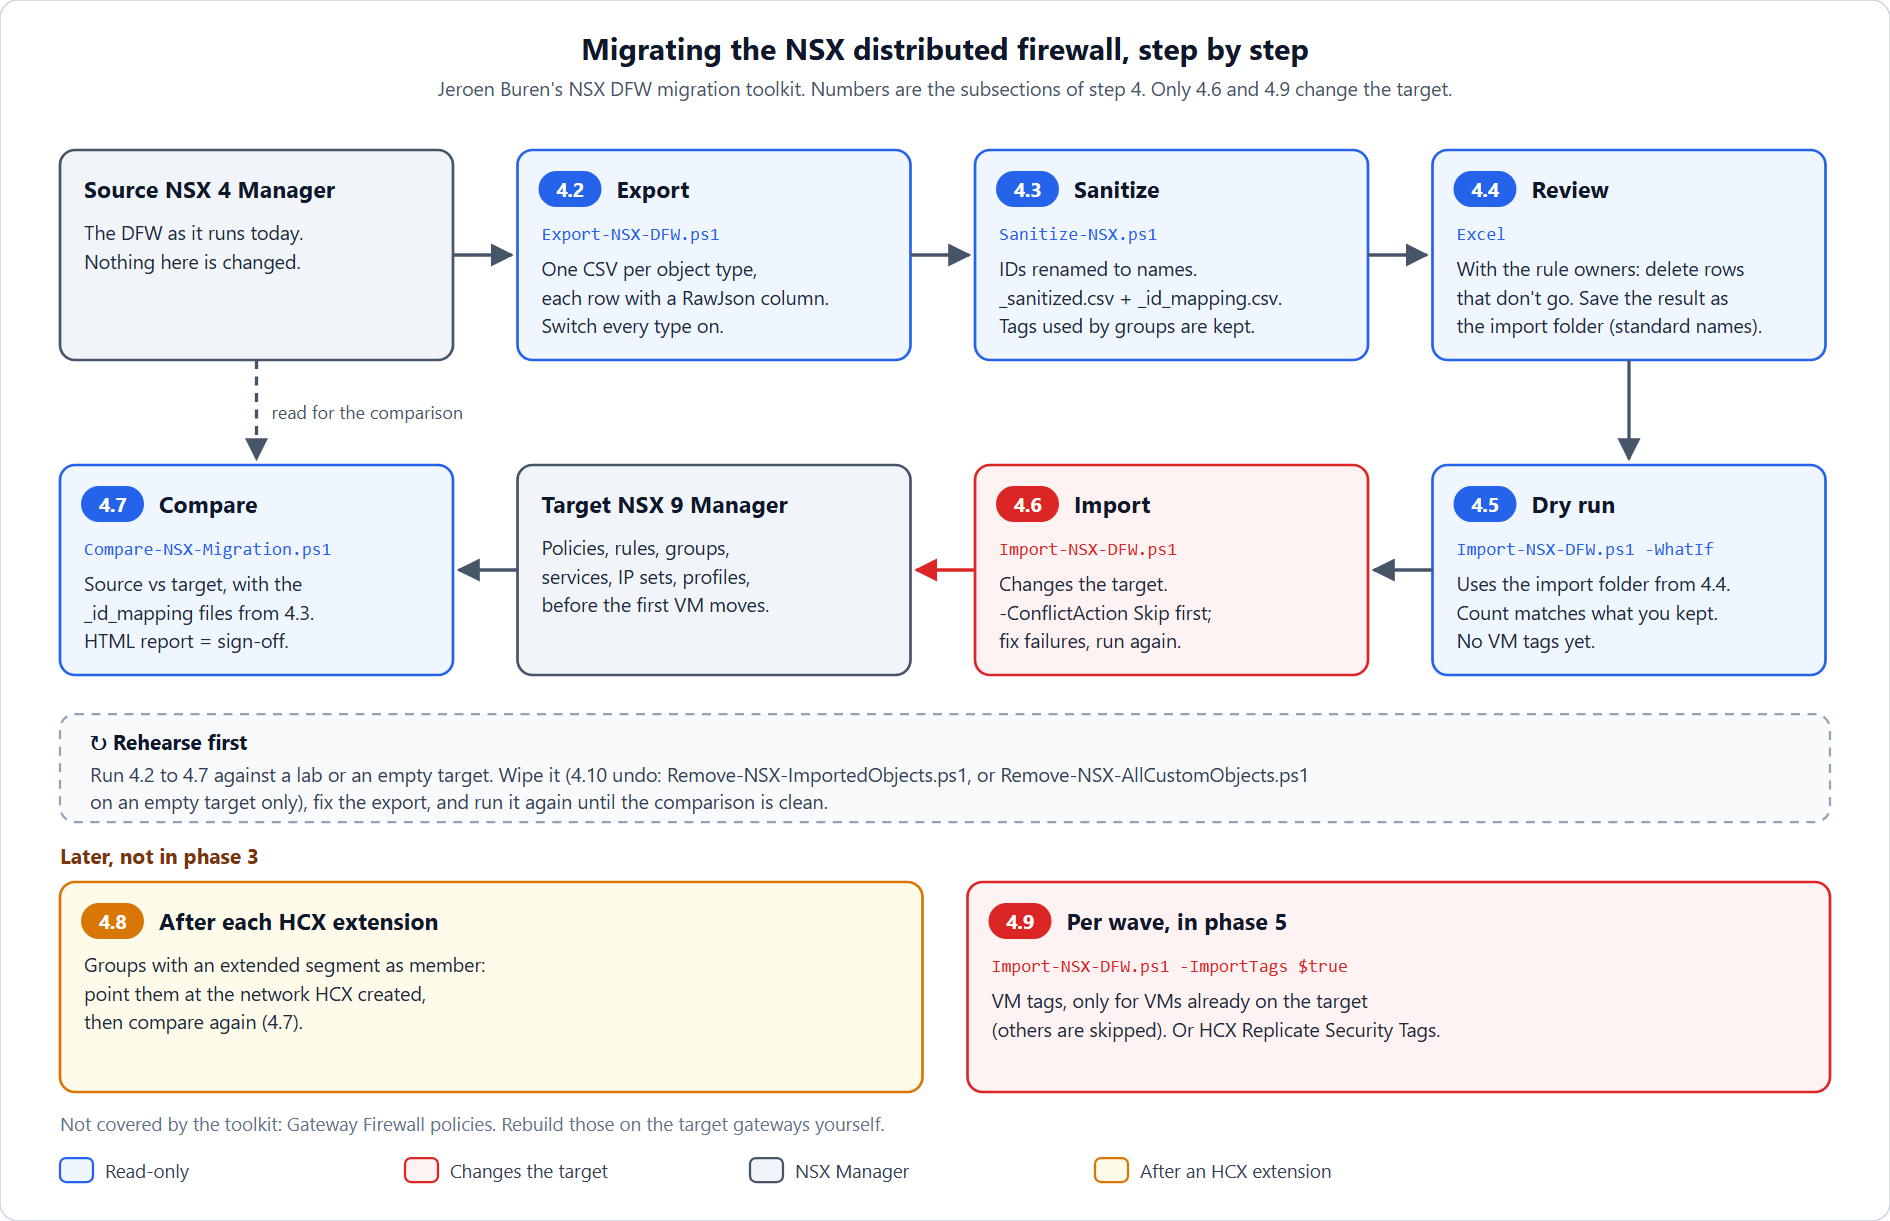 Migrating the NSX distributed firewall, step by step
Jeroen Buren's NSX DFW migration toolkit. Numbers are the subsections of step 4. Only 4.6 and 4.9 change the target.
Source NSX 4 Manager
The DFW as it runs today.
Nothing here is changed.
4.2 Export
Export-NSX-DFW.ps1
One CSV per object type,
each row with a RawJson column.
Switch every type on.
4.3 Sanitize
Sanitize-NSX.ps1
IDs renamed to names.
_sanitized.csv + _id_mapping.csv.
Tags used by groups are kept.
4.4 Review
Excel
With the rule owners: delete rows
that don't go. Save the result as
the import folder (standard names).
read for the comparison
4.7 Compare
Compare-NSX-Migration.ps1
Source vs target, with the
_id_mapping files from 4.3.
HTML report = sign-off.
Target NSX 9 Manager
Policies, rules, groups,
services, IP sets, profiles,
before the first VM moves.
4.6 Import
Import-NSX-DFW.ps1
Changes the target.
-ConflictAction Skip first;
fix failures, run again.
4.5 Dry run
Import-NSX-DFW.ps1 -WhatIf
Uses the import folder from 4.4.
Count matches what you kept.
No VM tags yet.
↻ Rehearse first
Run 4.2 to 4.7 against a lab or an empty target. Wipe it (4.10 undo: Remove-NSX-ImportedObjects.ps1, or Remove-NSX-AllCustomObjects.ps1
on an empty target only), fix the export, and run it again until the comparison is clean.
Later, not in phase 3
4.8 After each HCX extension
Groups with an extended segment as member:
point them at the network HCX created,
then compare again (4.7).
4.9 Per wave, in phase 5
Import-NSX-DFW.ps1 -ImportTags $true
VM tags, only for VMs already on the target
(others are skipped). Or HCX Replicate Security Tags.
Not covered by the toolkit: Gateway Firewall policies. Rebuild those on the target gateways yourself.
Read-only
Changes the target
NSX Manager
After an HCX extension